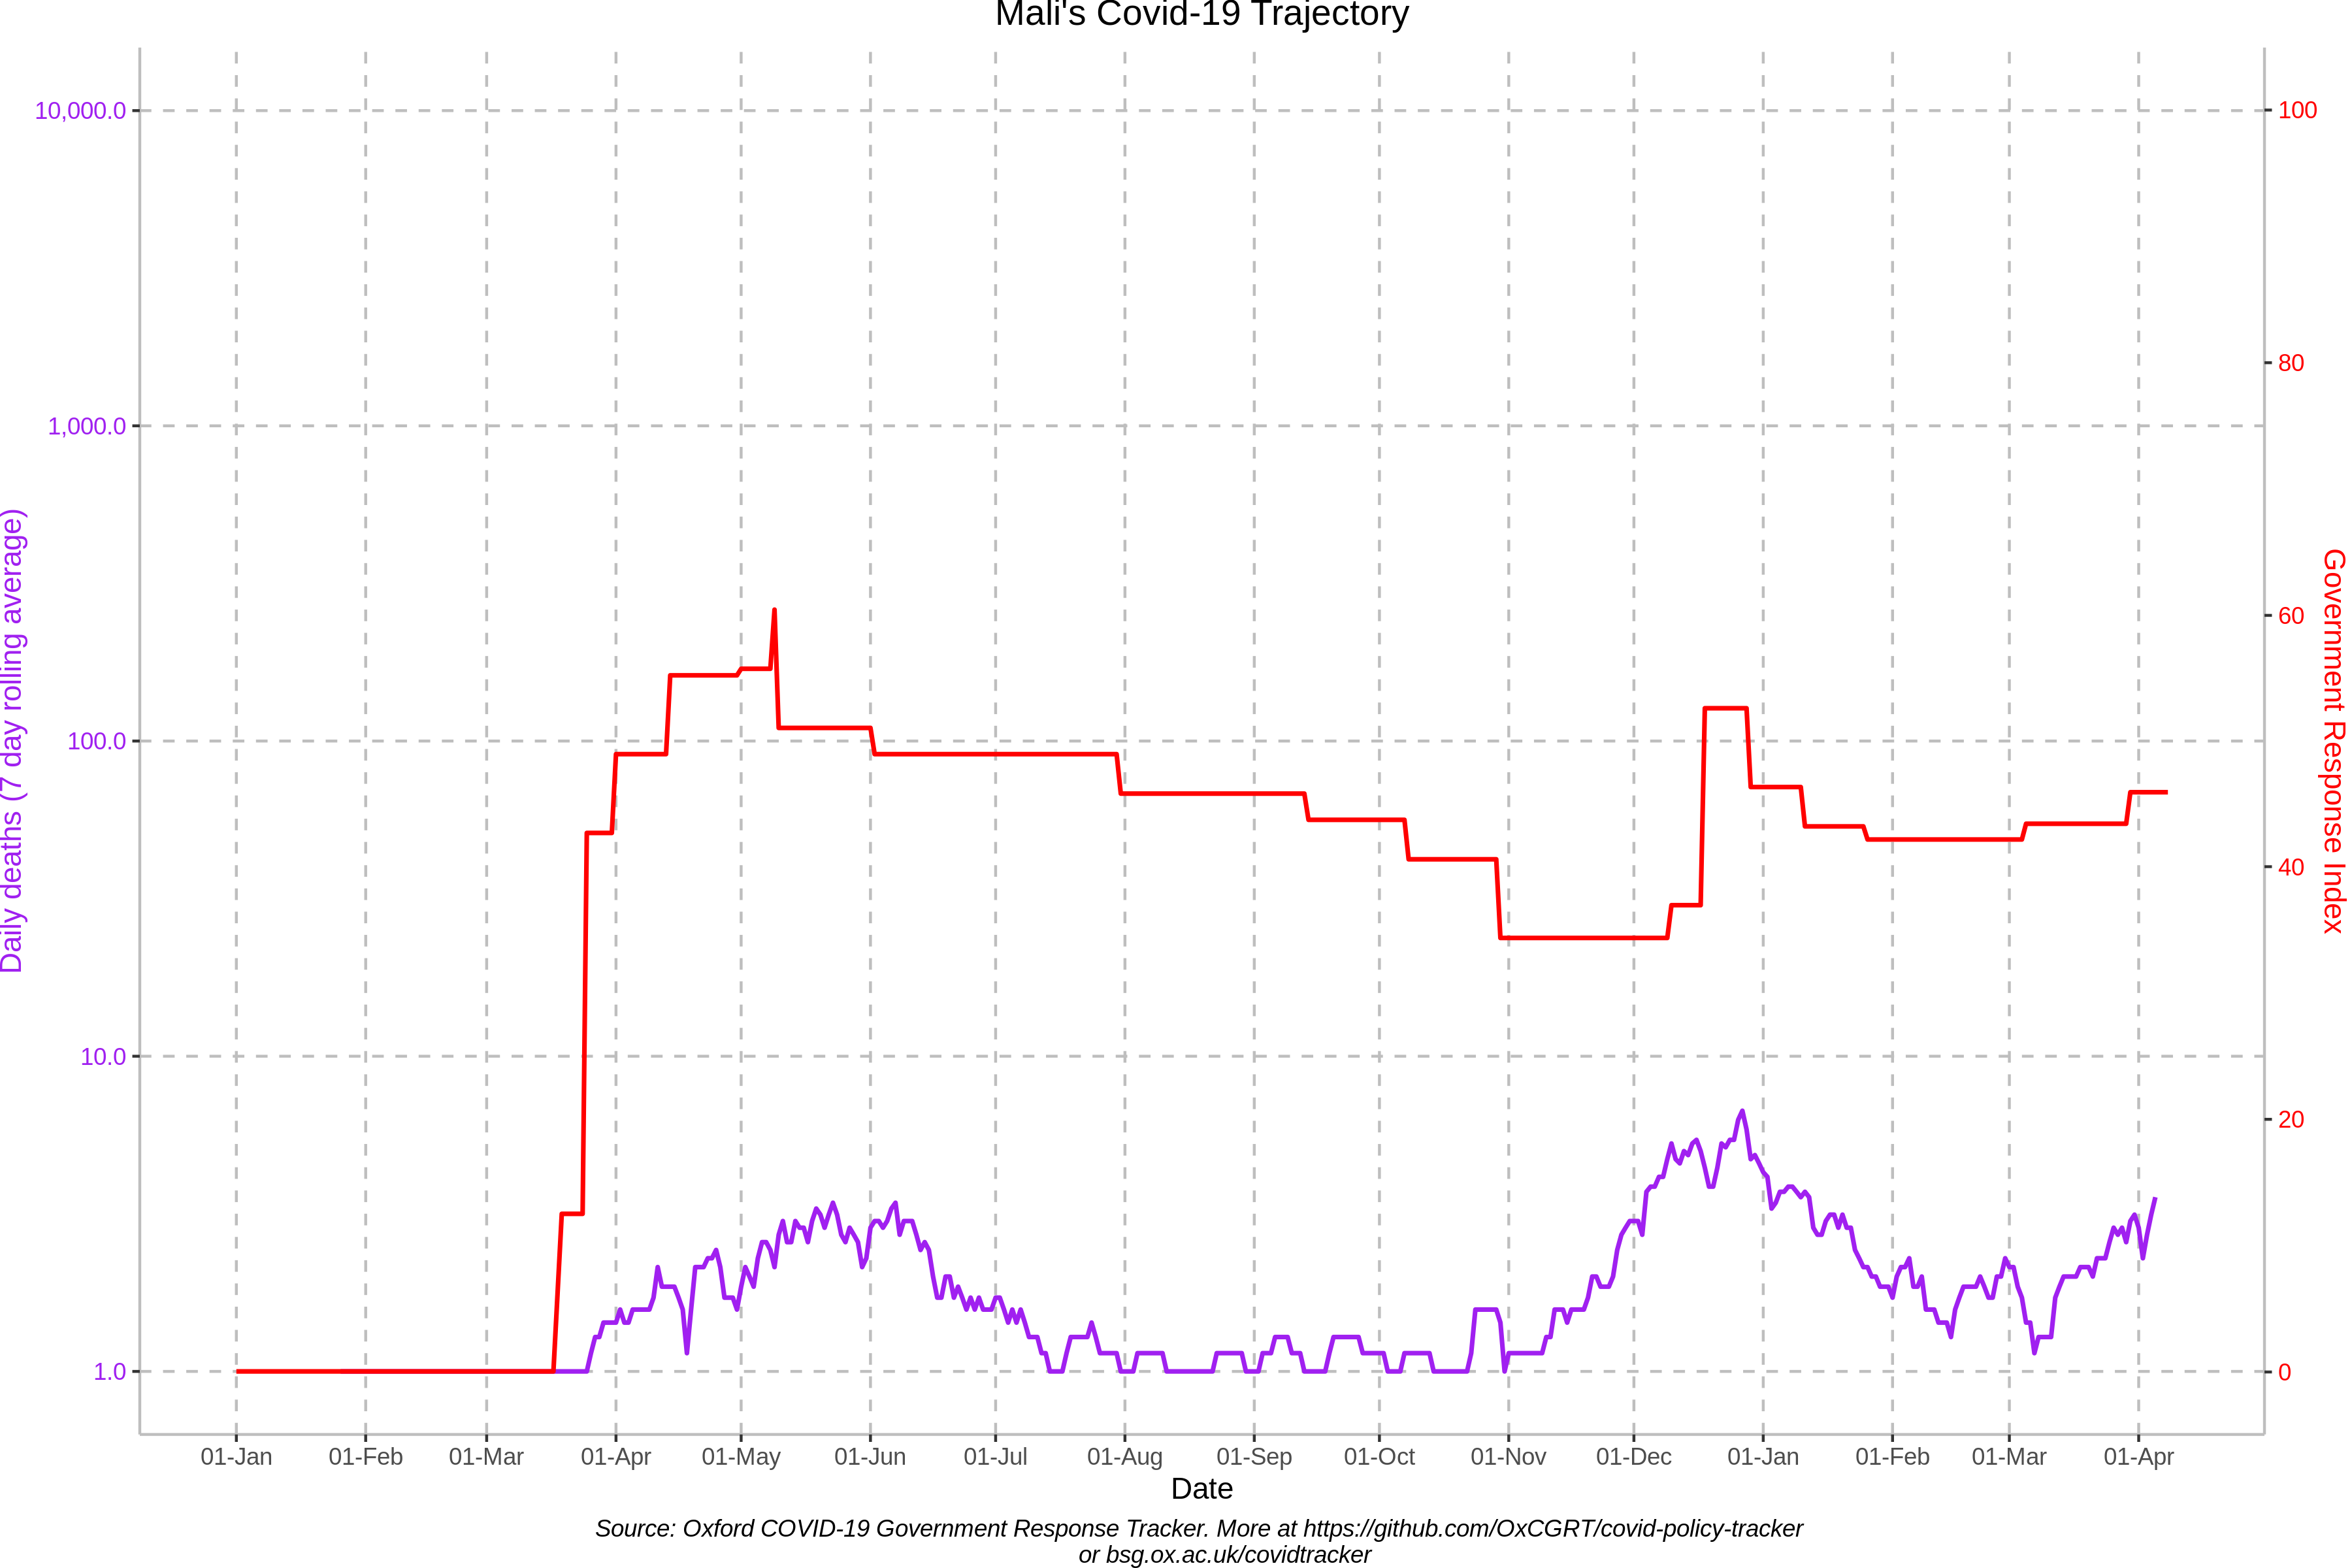 Mali's Covid-19 Trajectory
10,000.0
1,000.0
100.0
10.0
1.0
Daily deaths (7 day rolling average)
100
80
60
40
20
0
Government Response Index
01-Jan 01-Feb 01-Mar 01-Apr 01-May 01-Jun 01-Jul 01-Aug 01-Sep 01-Oct 01-Nov 01-Dec 01-Jan 01-Feb 01-Mar 01-Apr
Date
Source: Oxford COVID-19 Government Response Tracker. More at https://github.com/OxCGRT/covid-policy-tracker
or bsg.ox.ac.uk/covidtracker